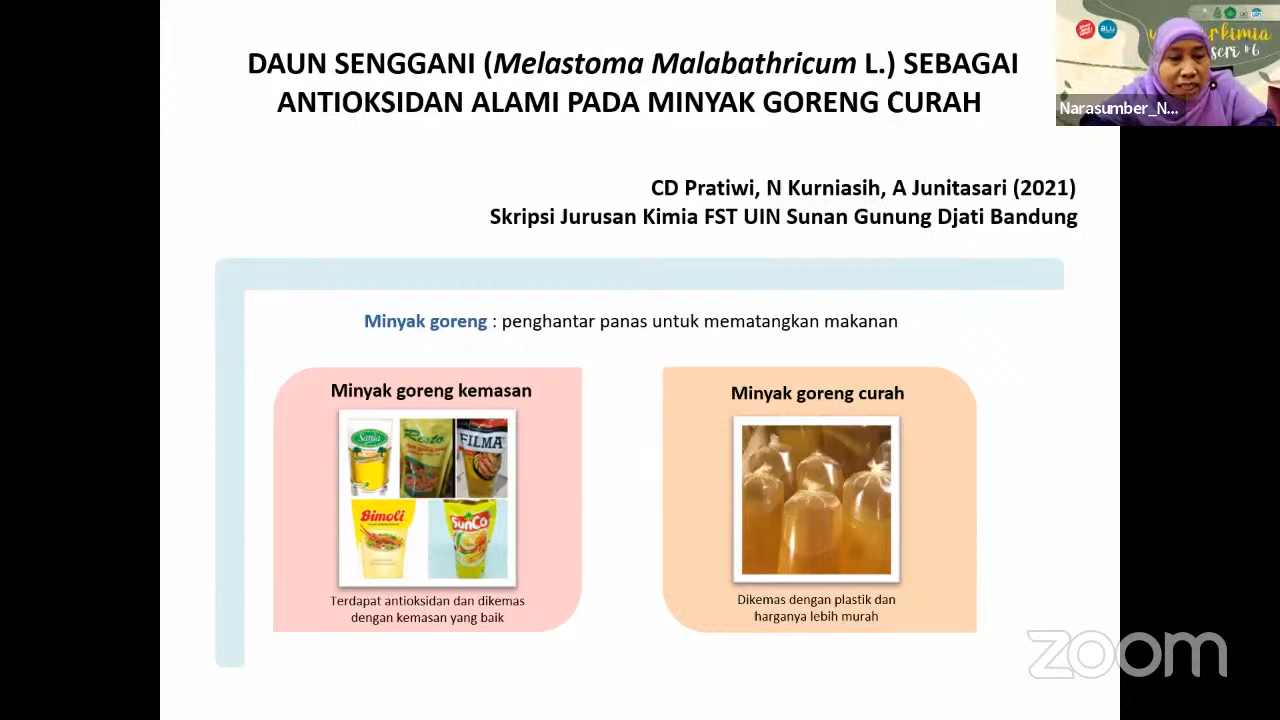 DAUN SENGGANI (Melastoma Malabathricum L.) SEBAGAI
ANTIOKSIDAN ALAMI PADA MINYAK GORENG CURAH
Narasumber_N...
seri #6
BLU
CD Pratiwi, N Kurniasih, A Junitasari (2021)
Skripsi Jurusan Kimia FST UIN Sunan Gunung Djati Bandung
Minyak goreng : penghantar panas untuk mematangkan makanan
Minyak goreng kemasan
Sania
Resto
FILMA
Bimoli
SunCo
Terdapat antioksidan dan dikemas
dengan kemasan yang baik
Minyak goreng curah
Dikemas dengan plastik dan
harganya lebih murah
zoom